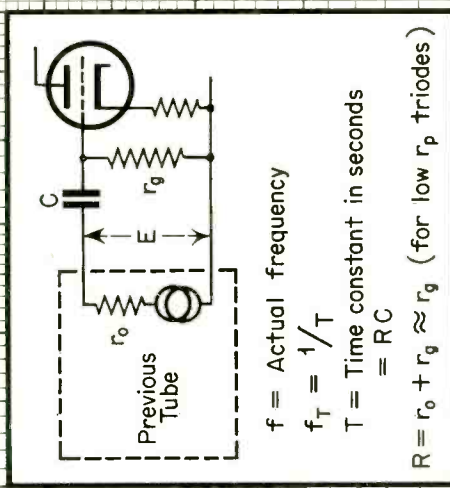 C
r₀
E
r_g
Previous
Tube
f = Actual frequency
f_T = 1/T
T = Time constant in seconds
= RC
R = r₀ + r_g ≈ r_g (for low r_p triodes)